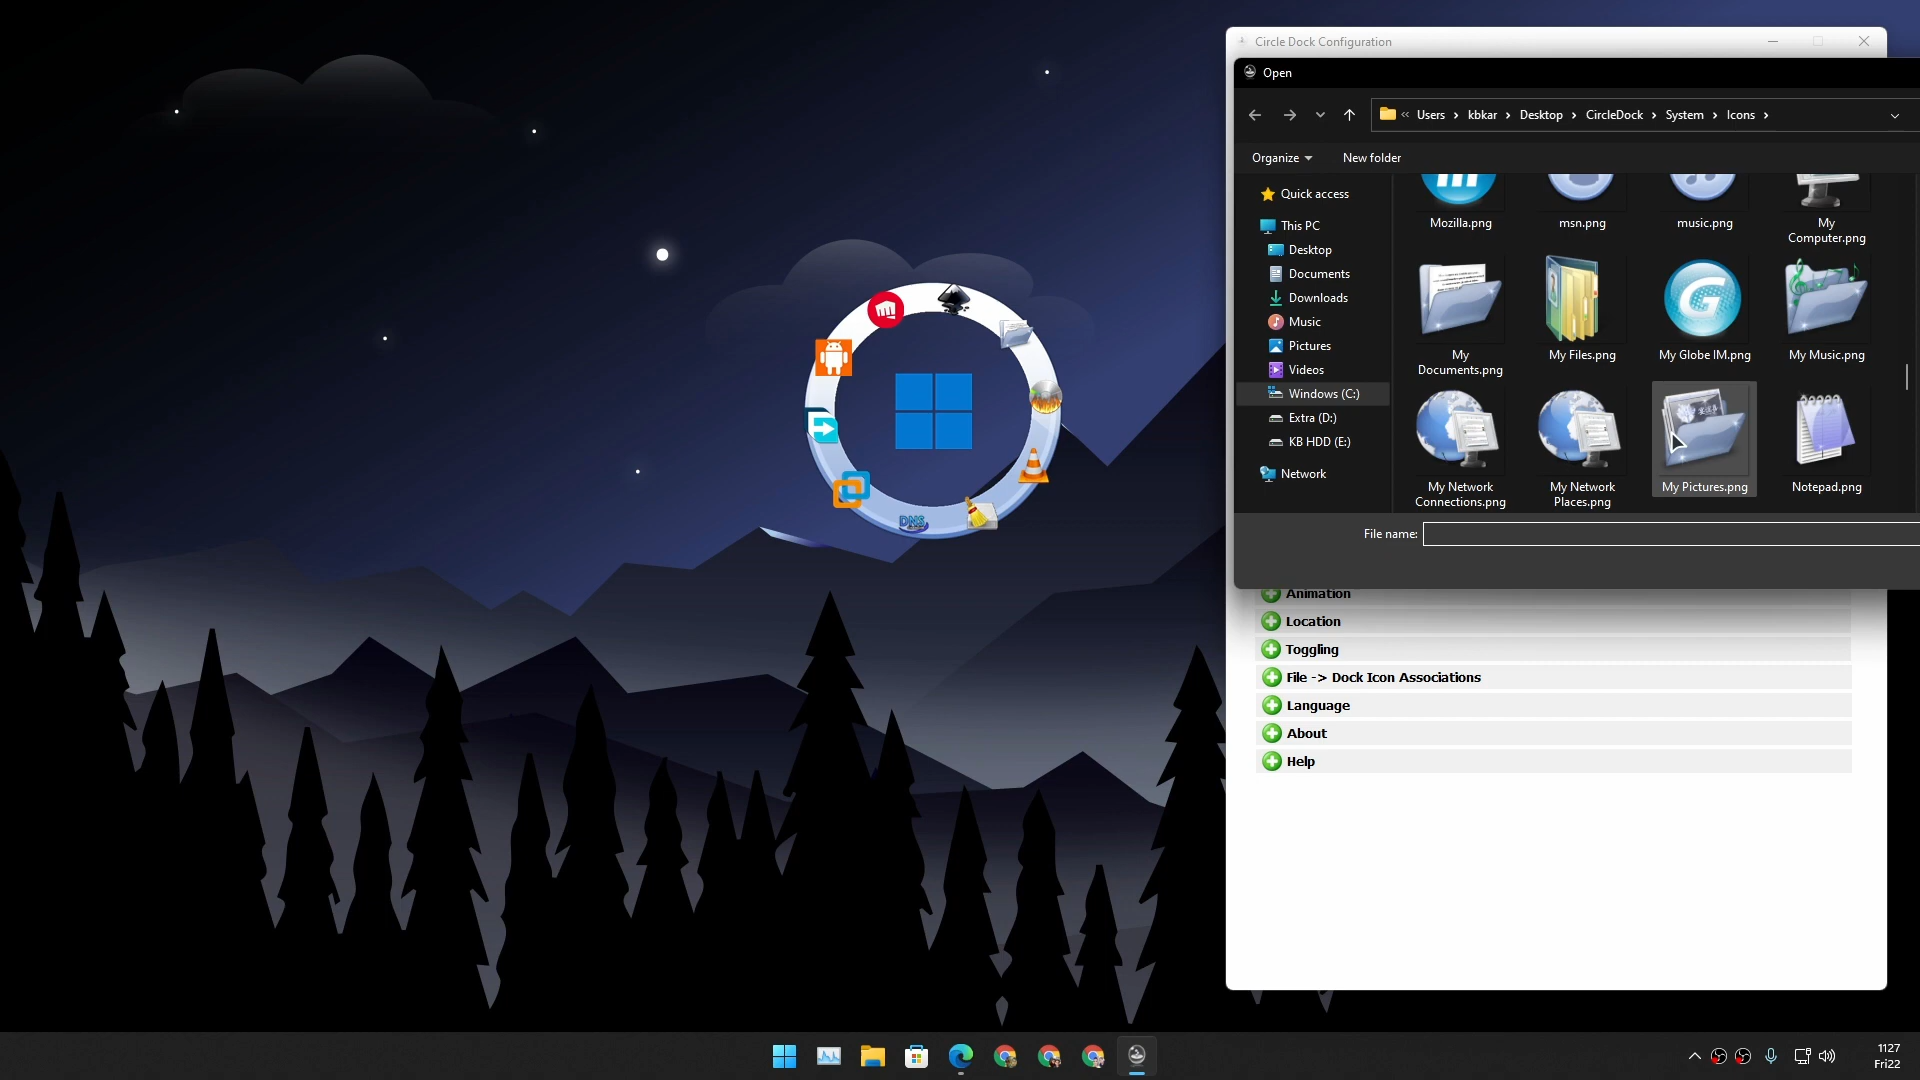 Circle Dock Configuration
Open
« Users > kbkar > Desktop > CircleDock > System > Icons >
Organize
New folder
Quick access
This PC
Desktop
Documents
Downloads
Music
Pictures
Videos
Windows (C:)
Extra (D:)
KB HDD (E:)
Network
Mozilla.png
msn.png
music.png
My
Computer.png
My
Documents.png
My Files.png
My Globe IM.png
My Music.png
My Network
Connections.png
My Network
Places.png
My Pictures.png
Notepad.png
File name:
Animation
Location
Toggling
File -> Dock Icon Associations
Language
About
Help
DNS
1127
Fri22